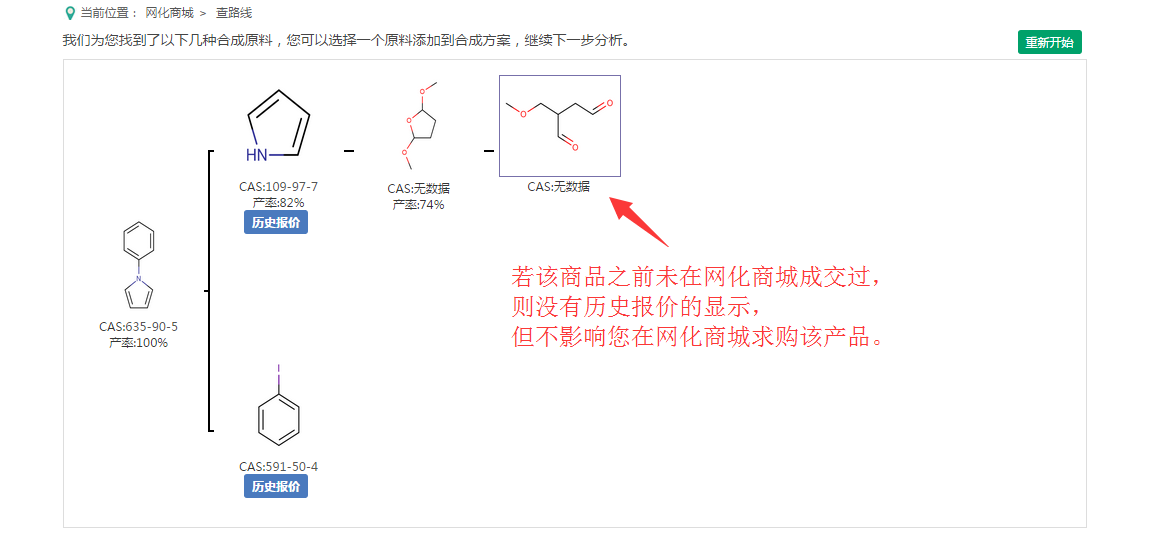 当前位置： 网化商城 > 查路线
我们为您找到了以下几种合成原料，您可以选择一个原料添加到合成方案，继续下一步分析。
重新开始
O
O
O
O
O
O
HN
CAS:109-97-7
产率:82%
历史报价
CAS:无数据
产率:74%
CAS:无数据
N
CAS:635-90-5
产率:100%
若该商品之前未在网化商城成交过，
则没有历史报价的显示，
但不影响您在网化商城求购该产品。
I
CAS:591-50-4
历史报价